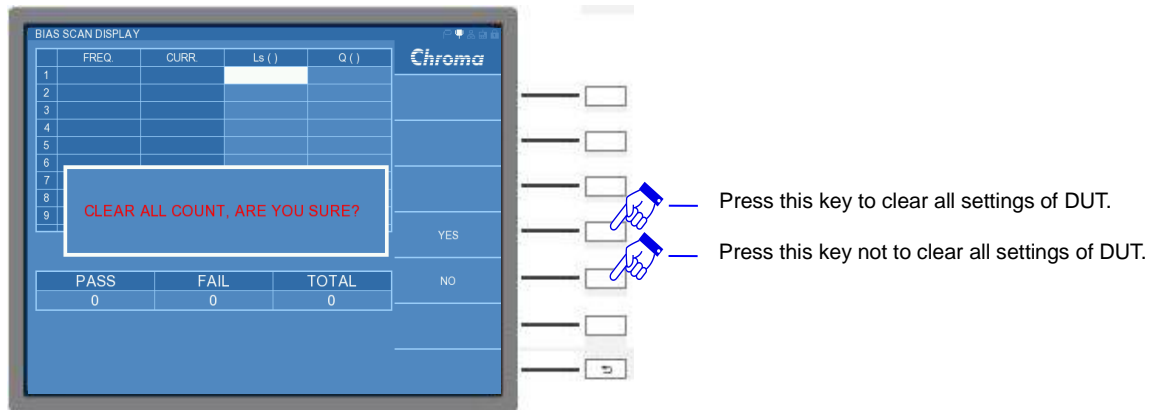 BIAS SCAN DISPLAY
Chroma
FREQ. CURR. Ls ( ) Q ( )
1
2
3
4
5
6
7
8
9
CLEAR ALL COUNT, ARE YOU SURE?
YES
NO
PASS FAIL TOTAL
0 0 0
Press this key to clear all settings of DUT.
Press this key not to clear all settings of DUT.